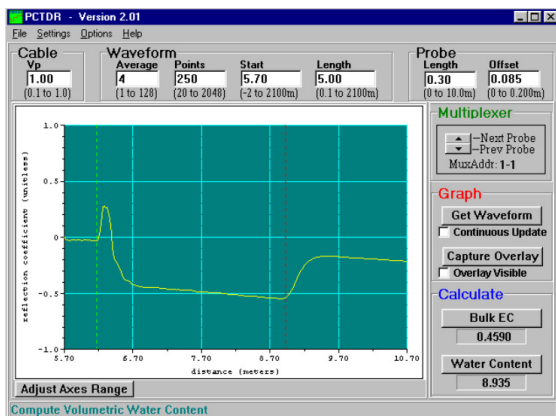 PCTDR - Version 2.01
File Settings Options Help
Cable
Vp
1.00
(0.1 to 1.0)
Waveform
Average Points Start Length
4 250 5.70 5.00
(1 to 128) (20 to 2048) (-2 to 2100m) (0.1 to 2100m)
Probe
Length Offset
0.30 0.085
(0 to 10.0m) (0 to 0.200m)
1.0
0.5
0
-0.5
-1.0
reflection coefficient (unitless)
5.70 6.70 7.70 8.70 9.70 10.70
distance (meters)
Adjust Axes Range
Multiplexer
Next Probe
Prev Probe
MuxAddr: 1-1
Graph
Get Waveform
Continuous Update
Capture Overlay
Overlay Visible
Calculate
Bulk EC
0.4590
Water Content
8.935
Compute Volumetric Water Content